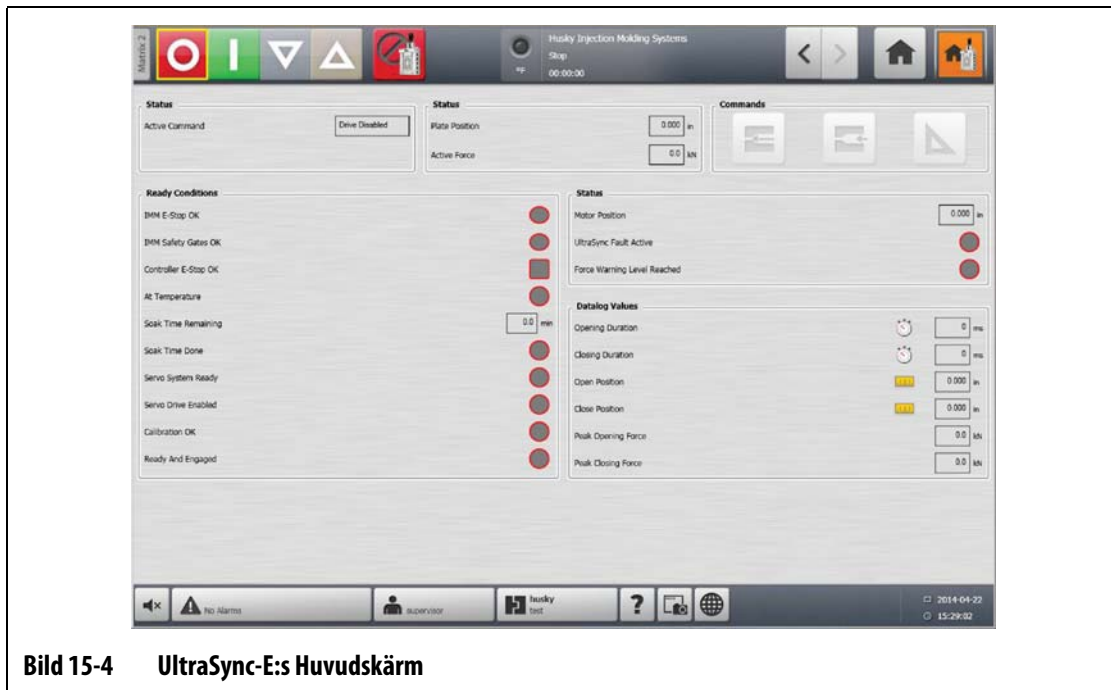 Matrix 2
Husky Injection Molding Systems
Stop
°F 00:00:00
Status
Active Command Drive Disabled
Status
Plate Position 0.000 in
Active Force 0.0 kN
Commands
Ready Conditions
IMM E-Stop OK
IMM Safety Gates OK
Controller E-Stop OK
At Temperature
Soak Time Remaining 0.0 min
Soak Time Done
Servo System Ready
Servo Drive Enabled
Calibration OK
Ready And Engaged
Status
Motor Position 0.000 in
UltraSync Fault Active
Force Warning Level Reached
Datalog Values
Opening Duration 0 ms
Closing Duration 0 ms
Open Position 0.000 in
Close Position 0.000 in
Peak Opening Force 0.0 kN
Peak Closing Force 0.0 kN
No Alarms
supervisor
husky
test
?
2014-04-22
15:29:02
Bild 15-4 UltraSync-E:s Huvudskärm